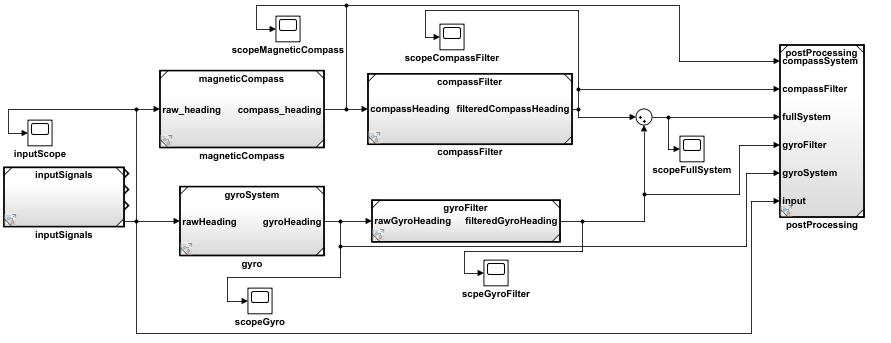 scopeMagneticCompass
scopeCompassFilter
postProcessing
compassSystem
magneticCompass
compassFilter
compassFilter
raw_heading
compass_heading
compassHeading
filteredCompassHeading
fullSystem
inputScope
magneticCompass
compassFilter
gyroFilter
scopeFullSystem
inputSignals
gyroSystem
gyroSystem
gyroFilter
input
rawHeading
gyroHeading
rawGyroHeading
filteredGyroHeading
postProcessing
inputSignals
gyro
gyroFilter
scpeGyroFilter
scopeGyro